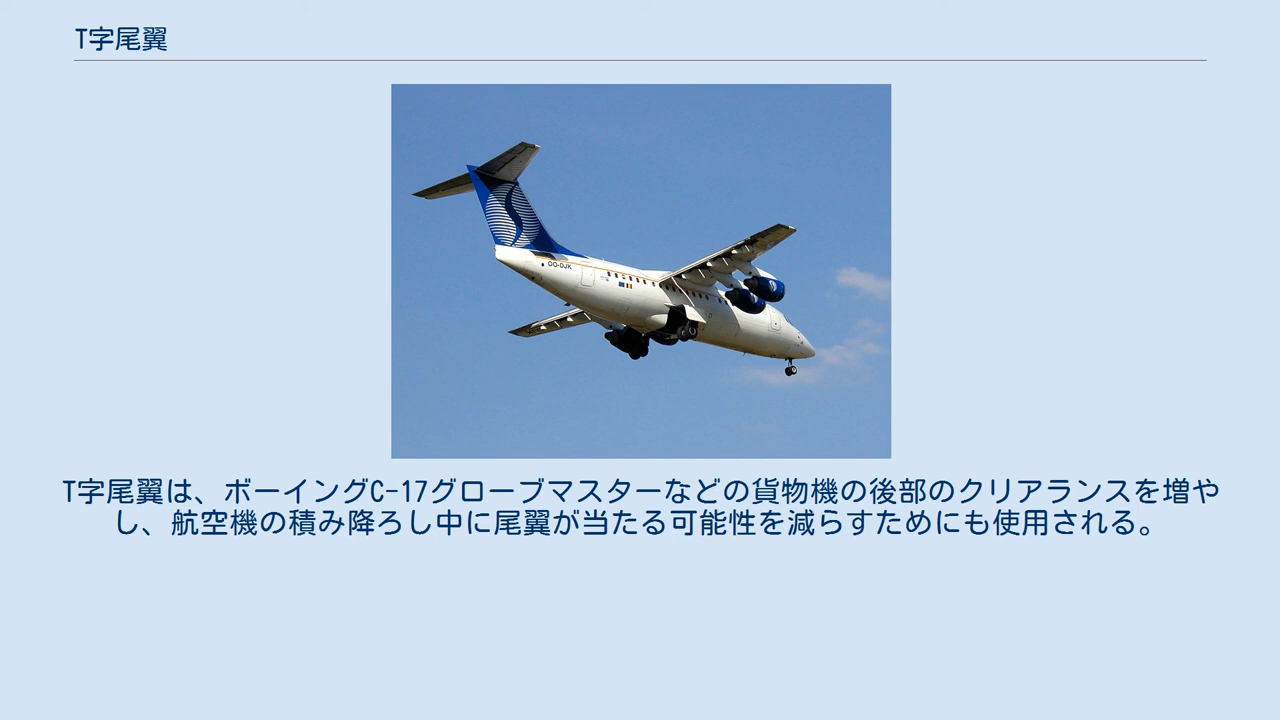 T字尾翼
OO-DJK
T字尾翼は、ボーイングC-17グローブマスターなどの貨物機の後部のクリアランスを増や
し、航空機の積み降ろし中に尾翼が当たる可能性を減らすためにも使用される。